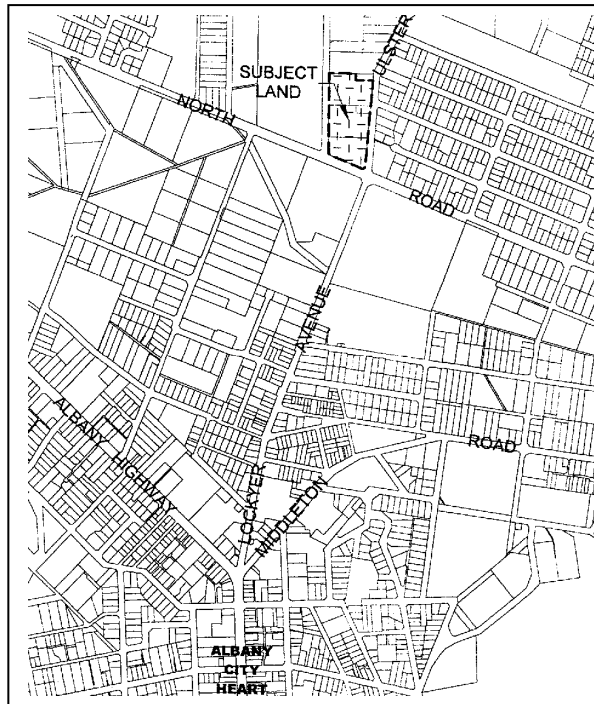 ULSTER
SUBJECT
LAND
NORTH
ROAD
AVENUE
ALBANY HIGHWAY
LOCKYER
MIDDLETON
ROAD
ALBANY
CITY
HEART